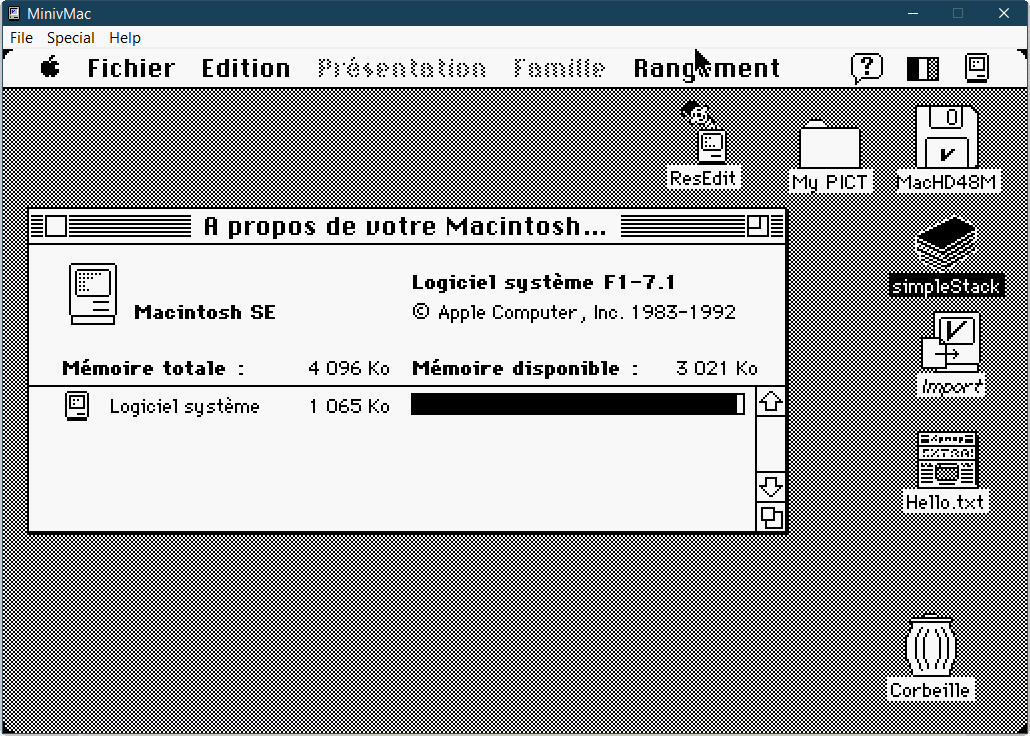 MinivMac
File Special Help
Fichier Edition Présentation Famille Rangement
ResEdit
My PICT
MacHD48M
A propos de votre Macintosh...
simpleStack
Macintosh SE
Logiciel système F1-7.1
© Apple Computer, Inc. 1983-1992
Mémoire totale : 4 096 Ko Mémoire disponible : 3 021 Ko
Logiciel système 1 065 Ko
Import
Hello.txt
Corbeille